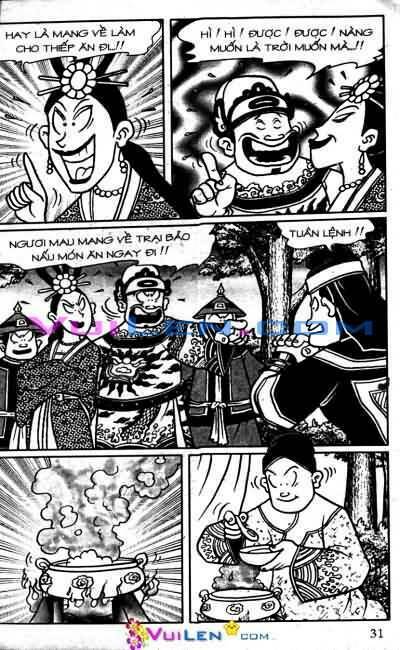 HAY LÀ MANG VỀ LÀM
CHO THIẾP ĂN ĐI..!!
HÌ ! HÌ ! ĐƯỢC ! ĐƯỢC ! NÀNG
MUỐN LÀ TRỜI MUỐN MÀ...!!
NGƯƠI MAU MANG VỀ TRẠI BẢO
NẤU MÓN ĂN NGAY ĐI !!
TUÂN LỆNH !!
VUILEN.COM
31
VUILEN.COM